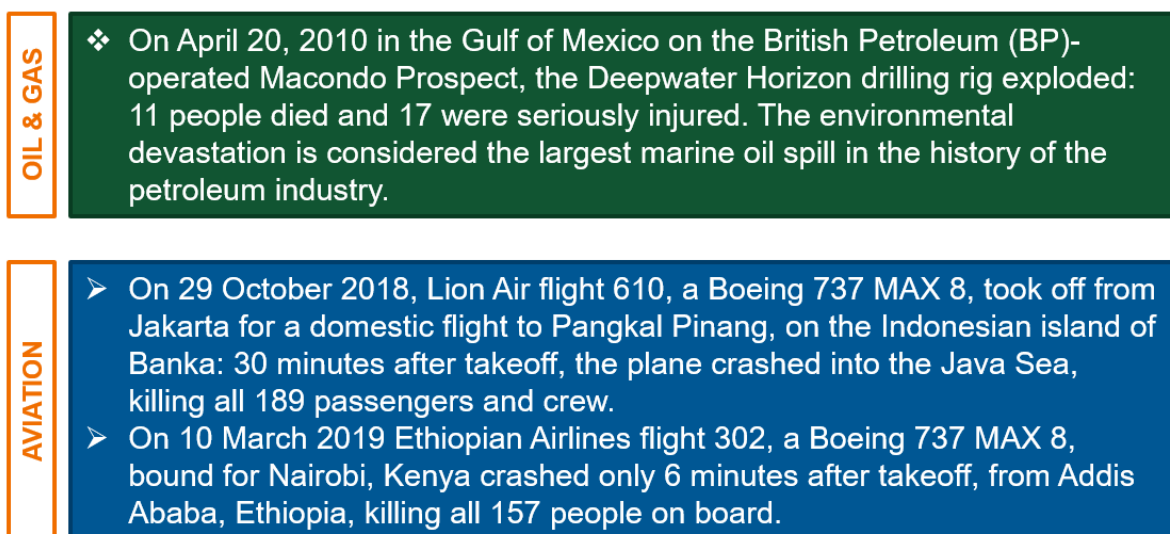 OIL & GAS
❖ On April 20, 2010 in the Gulf of Mexico on the British Petroleum (BP)-
operated Macondo Prospect, the Deepwater Horizon drilling rig exploded:
11 people died and 17 were seriously injured. The environmental
devastation is considered the largest marine oil spill in the history of the
petroleum industry.
AVIATION
➢ On 29 October 2018, Lion Air flight 610, a Boeing 737 MAX 8, took off from
Jakarta for a domestic flight to Pangkal Pinang, on the Indonesian island of
Banka: 30 minutes after takeoff, the plane crashed into the Java Sea,
killing all 189 passengers and crew.
➢ On 10 March 2019 Ethiopian Airlines flight 302, a Boeing 737 MAX 8,
bound for Nairobi, Kenya crashed only 6 minutes after takeoff, from Addis
Ababa, Ethiopia, killing all 157 people on board.